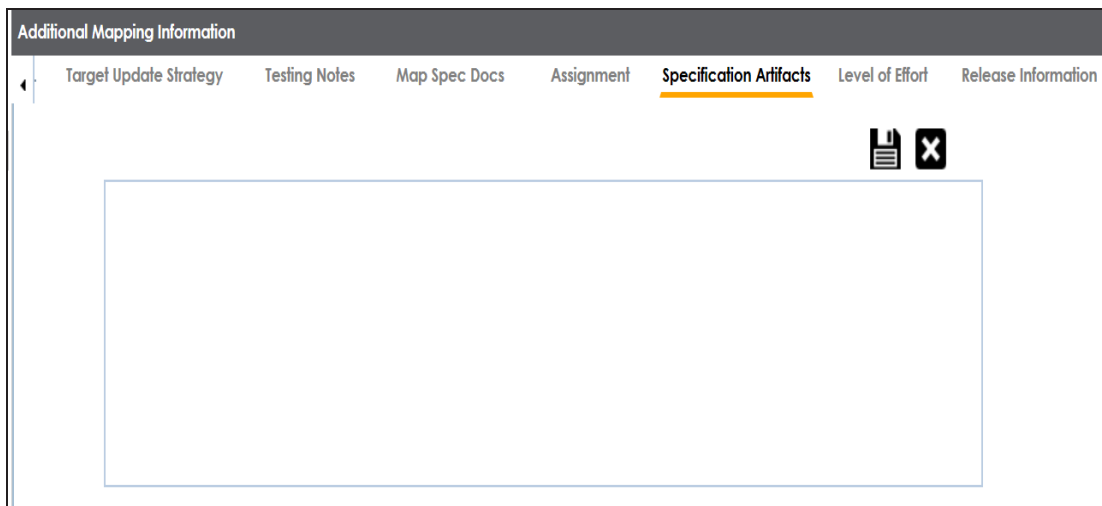 Additional Mapping Information
Target Update Strategy Testing Notes Map Spec Docs Assignment Specification Artifacts Level of Effort Release Information